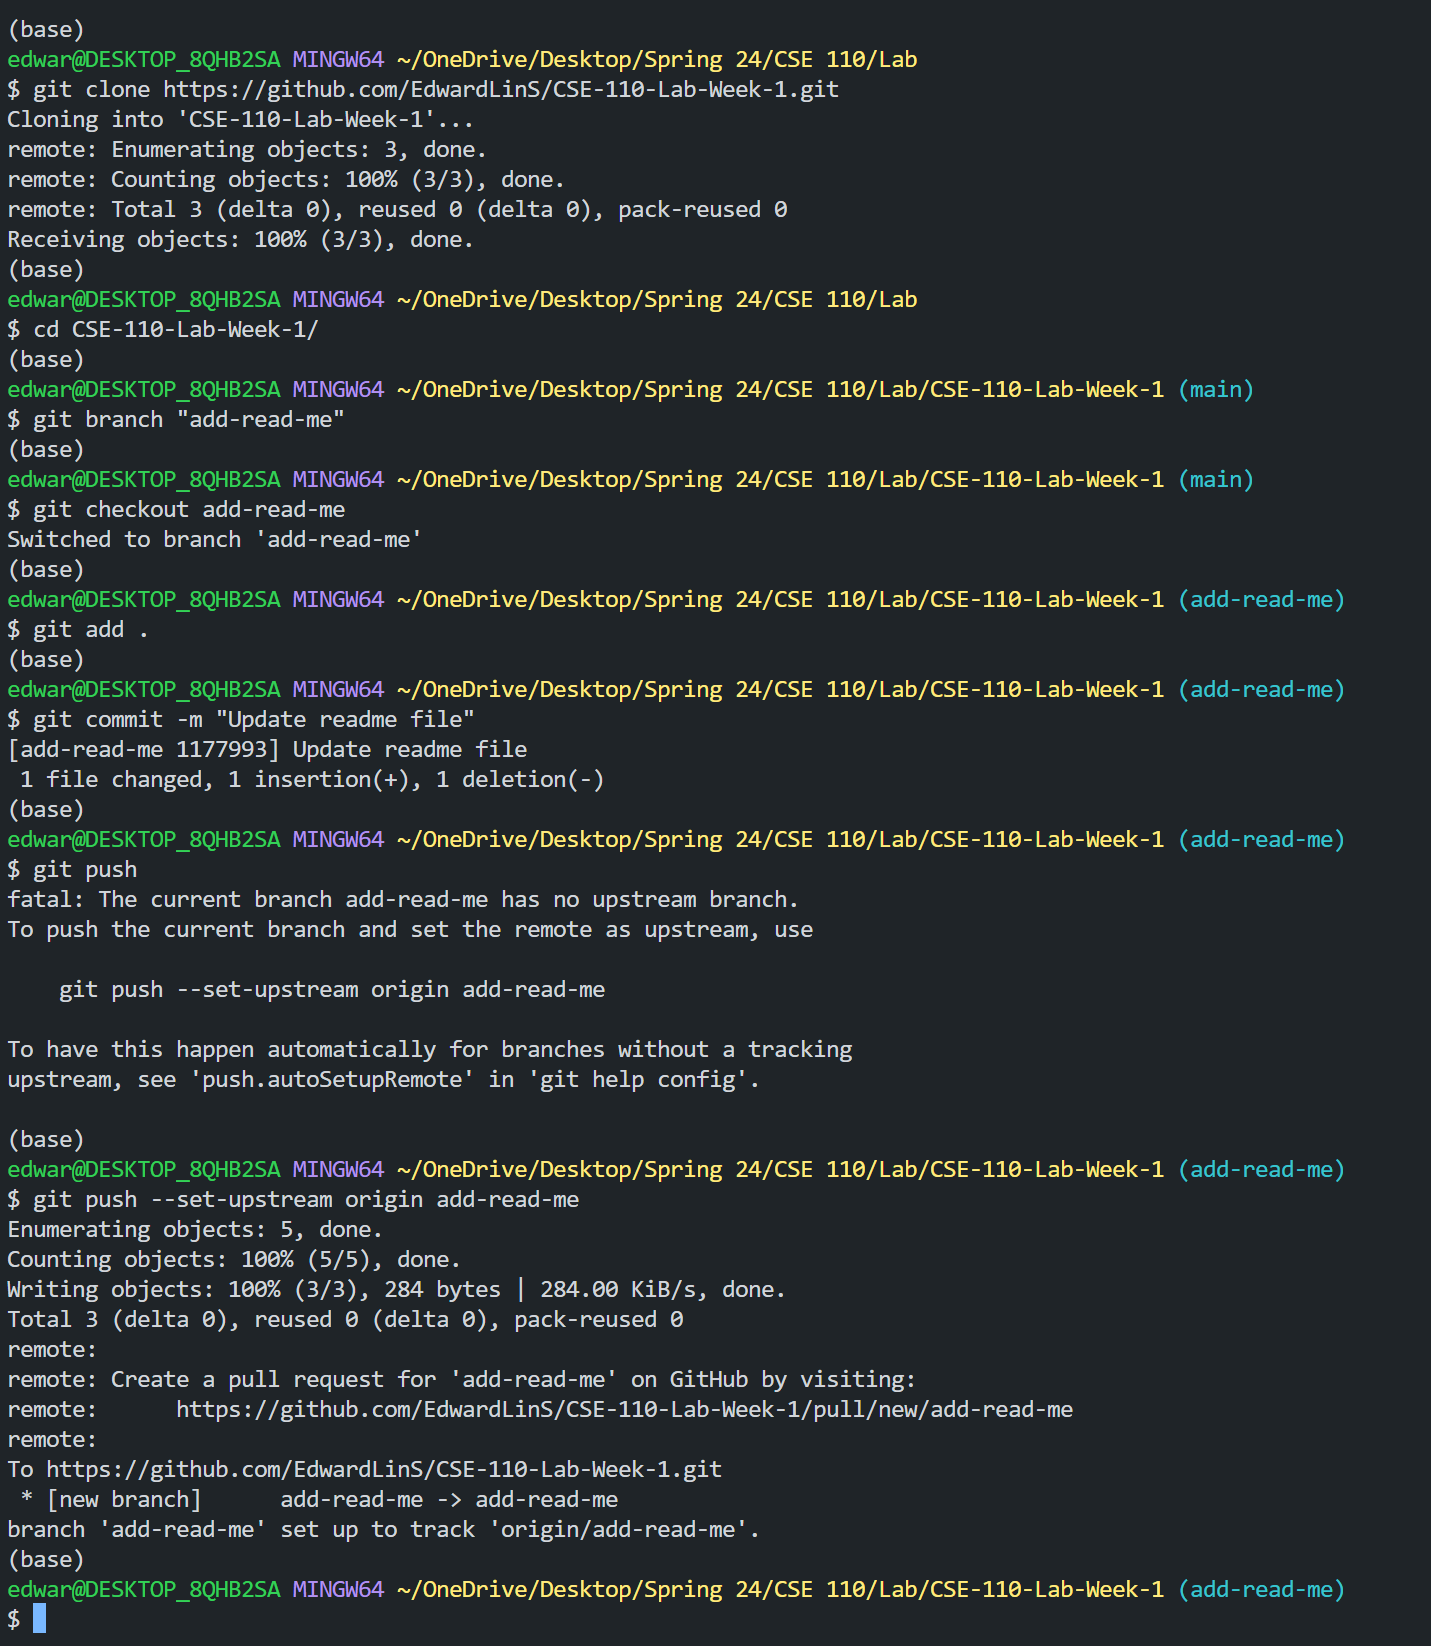 (base)
edwar@DESKTOP_8QHB2SA MINGW64 ~/OneDrive/Desktop/Spring 24/CSE 110/Lab
$ git clone https://github.com/EdwardLinS/CSE-110-Lab-Week-1.git
Cloning into 'CSE-110-Lab-Week-1'...
remote: Enumerating objects: 3, done.
remote: Counting objects: 100% (3/3), done.
remote: Total 3 (delta 0), reused 0 (delta 0), pack-reused 0
Receiving objects: 100% (3/3), done.
(base)
edwar@DESKTOP_8QHB2SA MINGW64 ~/OneDrive/Desktop/Spring 24/CSE 110/Lab
$ cd CSE-110-Lab-Week-1/
(base)
edwar@DESKTOP_8QHB2SA MINGW64 ~/OneDrive/Desktop/Spring 24/CSE 110/Lab/CSE-110-Lab-Week-1 (main)
$ git branch "add-read-me"
(base)
edwar@DESKTOP_8QHB2SA MINGW64 ~/OneDrive/Desktop/Spring 24/CSE 110/Lab/CSE-110-Lab-Week-1 (main)
$ git checkout add-read-me
Switched to branch 'add-read-me'
(base)
edwar@DESKTOP_8QHB2SA MINGW64 ~/OneDrive/Desktop/Spring 24/CSE 110/Lab/CSE-110-Lab-Week-1 (add-read-me)
$ git add .
(base)
edwar@DESKTOP_8QHB2SA MINGW64 ~/OneDrive/Desktop/Spring 24/CSE 110/Lab/CSE-110-Lab-Week-1 (add-read-me)
$ git commit -m "Update readme file"
[add-read-me 1177993] Update readme file
 1 file changed, 1 insertion(+), 1 deletion(-)
(base)
edwar@DESKTOP_8QHB2SA MINGW64 ~/OneDrive/Desktop/Spring 24/CSE 110/Lab/CSE-110-Lab-Week-1 (add-read-me)
$ git push
fatal: The current branch add-read-me has no upstream branch.
To push the current branch and set the remote as upstream, use

    git push --set-upstream origin add-read-me

To have this happen automatically for branches without a tracking
upstream, see 'push.autoSetupRemote' in 'git help config'.

(base)
edwar@DESKTOP_8QHB2SA MINGW64 ~/OneDrive/Desktop/Spring 24/CSE 110/Lab/CSE-110-Lab-Week-1 (add-read-me)
$ git push --set-upstream origin add-read-me
Enumerating objects: 5, done.
Counting objects: 100% (5/5), done.
Writing objects: 100% (3/3), 284 bytes | 284.00 KiB/s, done.
Total 3 (delta 0), reused 0 (delta 0), pack-reused 0
remote:
remote: Create a pull request for 'add-read-me' on GitHub by visiting:
remote:      https://github.com/EdwardLinS/CSE-110-Lab-Week-1/pull/new/add-read-me
remote:
To https://github.com/EdwardLinS/CSE-110-Lab-Week-1.git
 * [new branch]      add-read-me -> add-read-me
branch 'add-read-me' set up to track 'origin/add-read-me'.
(base)
edwar@DESKTOP_8QHB2SA MINGW64 ~/OneDrive/Desktop/Spring 24/CSE 110/Lab/CSE-110-Lab-Week-1 (add-read-me)
$